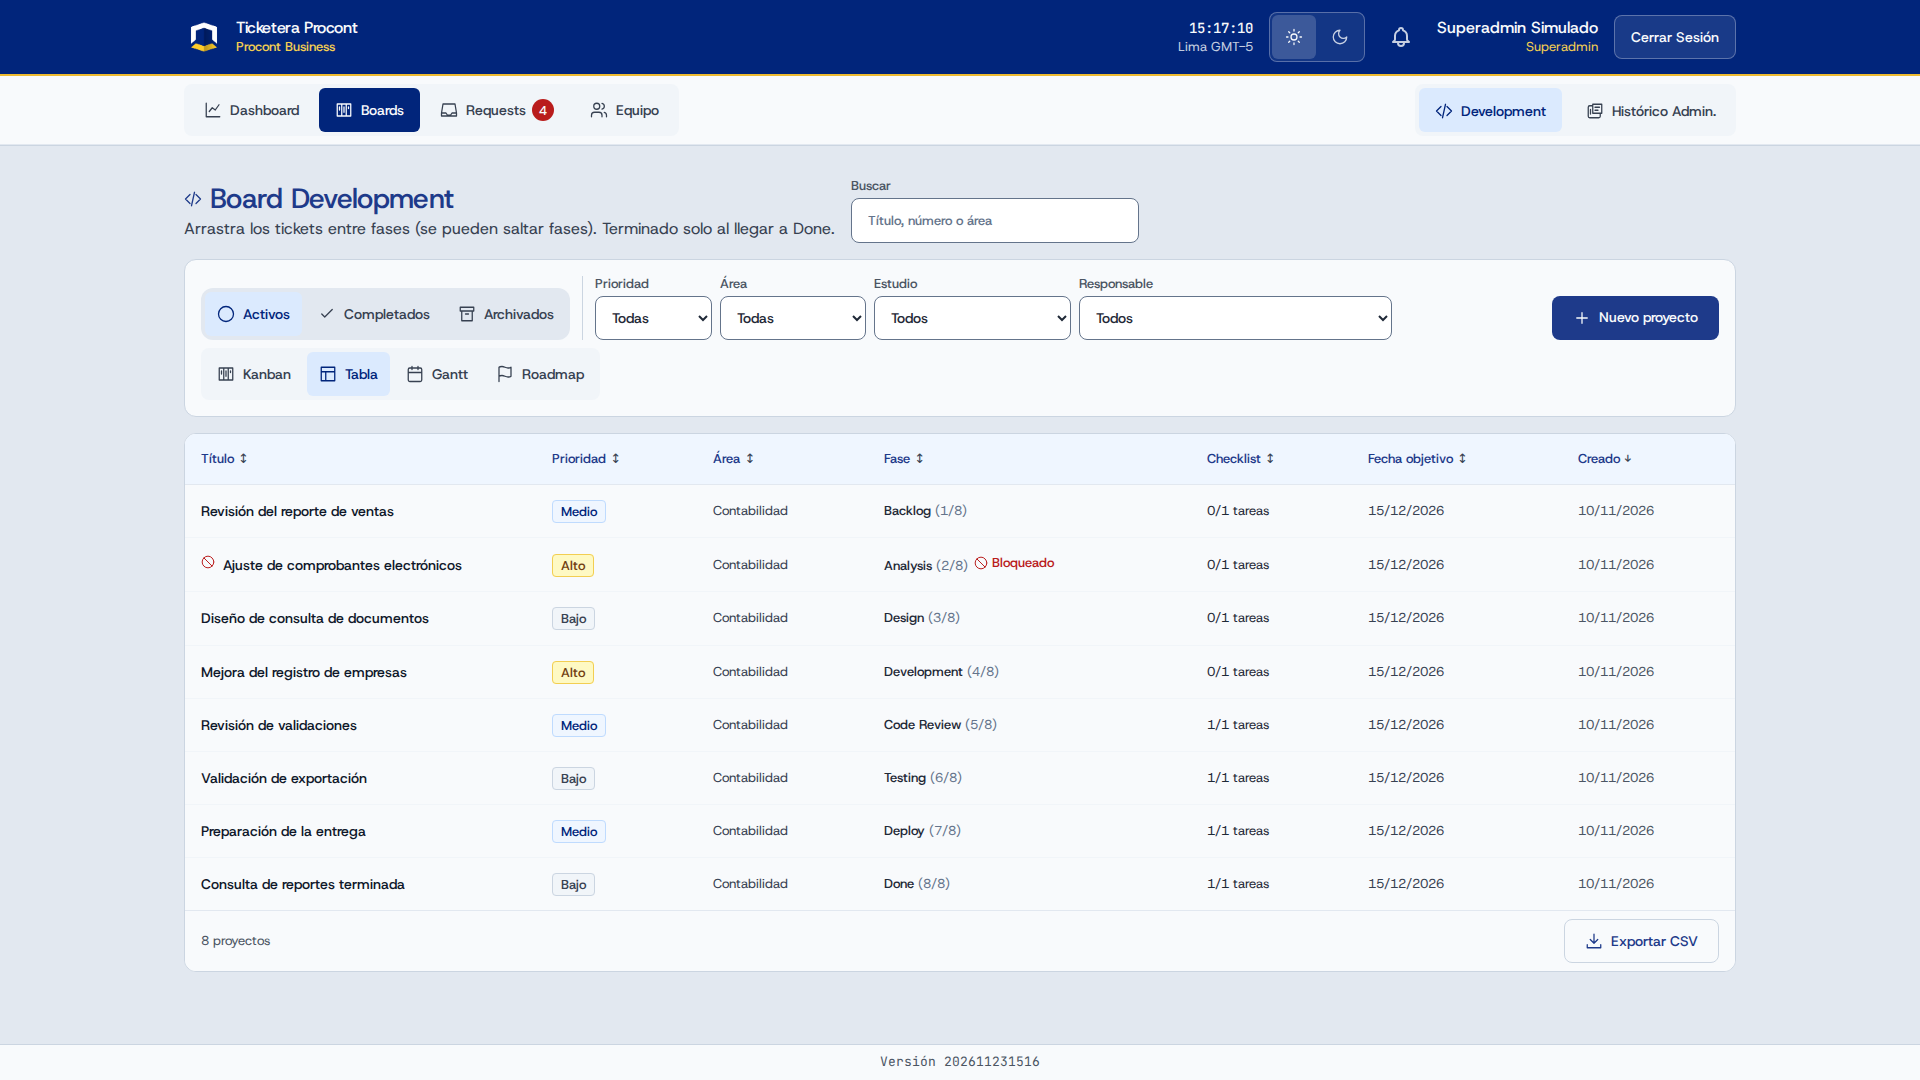 Ticketera Procont
Procont Business
15:17:10
Lima GMT-5
Superadmin Simulado
Superadmin
Cerrar Sesión
Dashboard
Boards
Requests 4
Equipo
Development
Histórico Admin.
Board Development
Arrastra los tickets entre fases (se pueden saltar fases). Terminado solo al llegar a Done.
Buscar
Título, número o área
Activos
Completados
Archivados
Prioridad
Todas
Área
Todas
Estudio
Todos
Responsable
Todos
Nuevo proyecto
Kanban
Tabla
Gantt
Roadmap
Título ↕ Prioridad ↕ Área ↕ Fase ↕ Checklist ↕ Fecha objetivo ↕ Creado ↓
Revisión del reporte de ventas Medio Contabilidad Backlog (1/8) 0/1 tareas 15/12/2026 10/11/2026
Ajuste de comprobantes electrónicos Alto Contabilidad Analysis (2/8) Bloqueado 0/1 tareas 15/12/2026 10/11/2026
Diseño de consulta de documentos Bajo Contabilidad Design (3/8) 0/1 tareas 15/12/2026 10/11/2026
Mejora del registro de empresas Alto Contabilidad Development (4/8) 0/1 tareas 15/12/2026 10/11/2026
Revisión de validaciones Medio Contabilidad Code Review (5/8) 1/1 tareas 15/12/2026 10/11/2026
Validación de exportación Bajo Contabilidad Testing (6/8) 1/1 tareas 15/12/2026 10/11/2026
Preparación de la entrega Medio Contabilidad Deploy (7/8) 1/1 tareas 15/12/2026 10/11/2026
Consulta de reportes terminada Bajo Contabilidad Done (8/8) 1/1 tareas 15/12/2026 10/11/2026
8 proyectos
Exportar CSV
Versión 202611231516